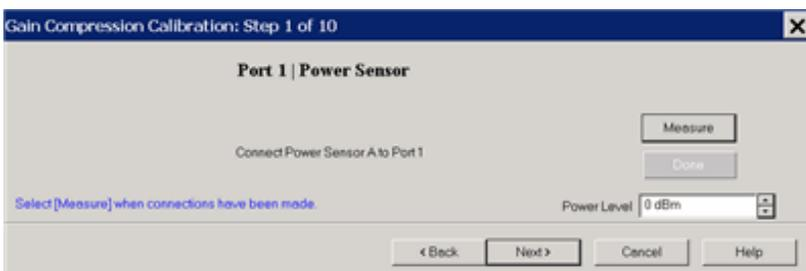 Gain Compression Calibration: Step 1 of 10
Port 1 | Power Sensor
Measure
Connect Power Sensor A to Port 1
Done
Select [Measure] when connections have been made.
Power Level 0 dBm
< Back Next > Cancel Help